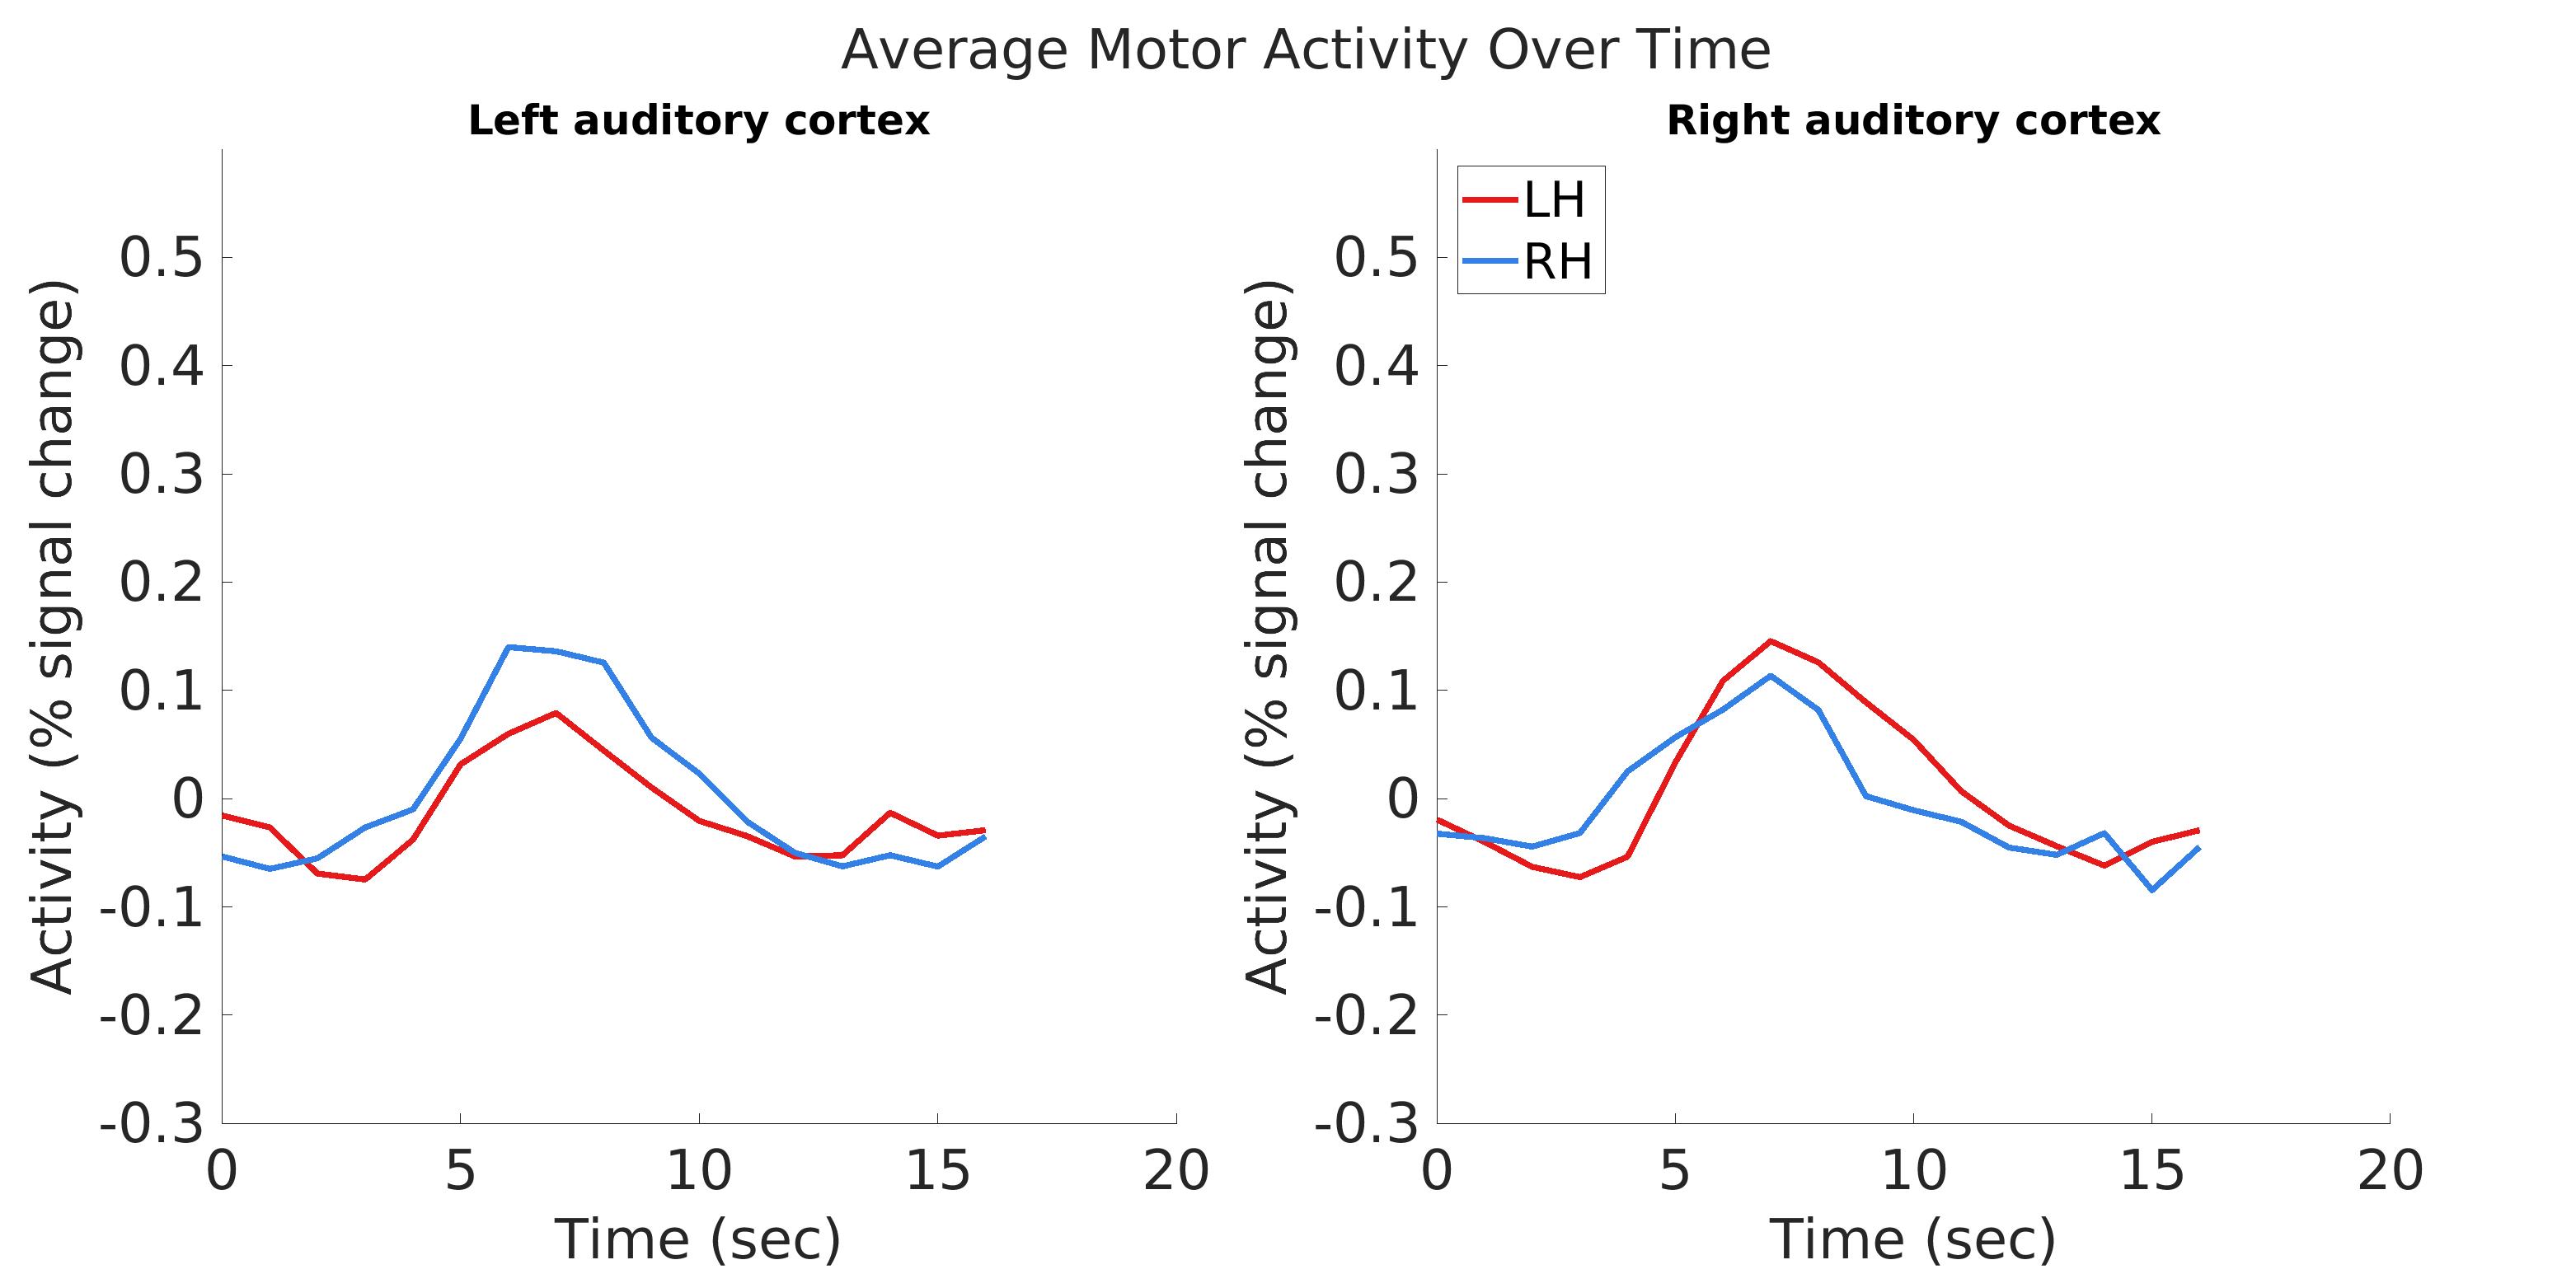 Average Motor Activity Over Time
Left auditory cortex
Activity (% signal change)
0.5
0.4
0.3
0.2
0.1
0
-0.1
-0.2
-0.3
0 5 10 15 20
Time (sec)
Right auditory cortex
LH
RH
Activity (% signal change)
0.5
0.4
0.3
0.2
0.1
0
-0.1
-0.2
-0.3
0 5 10 15 20
Time (sec)